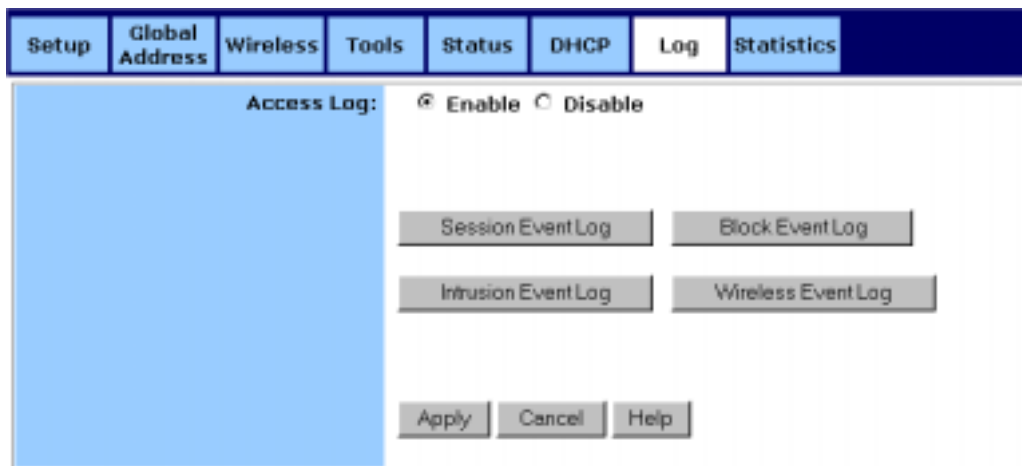 Setup Global Address Wireless Tools Status DHCP Log Statistics
Access Log: Enable Disable
Session Event Log Block Event Log
Intrusion Event Log Wireless Event Log
Apply Cancel Help